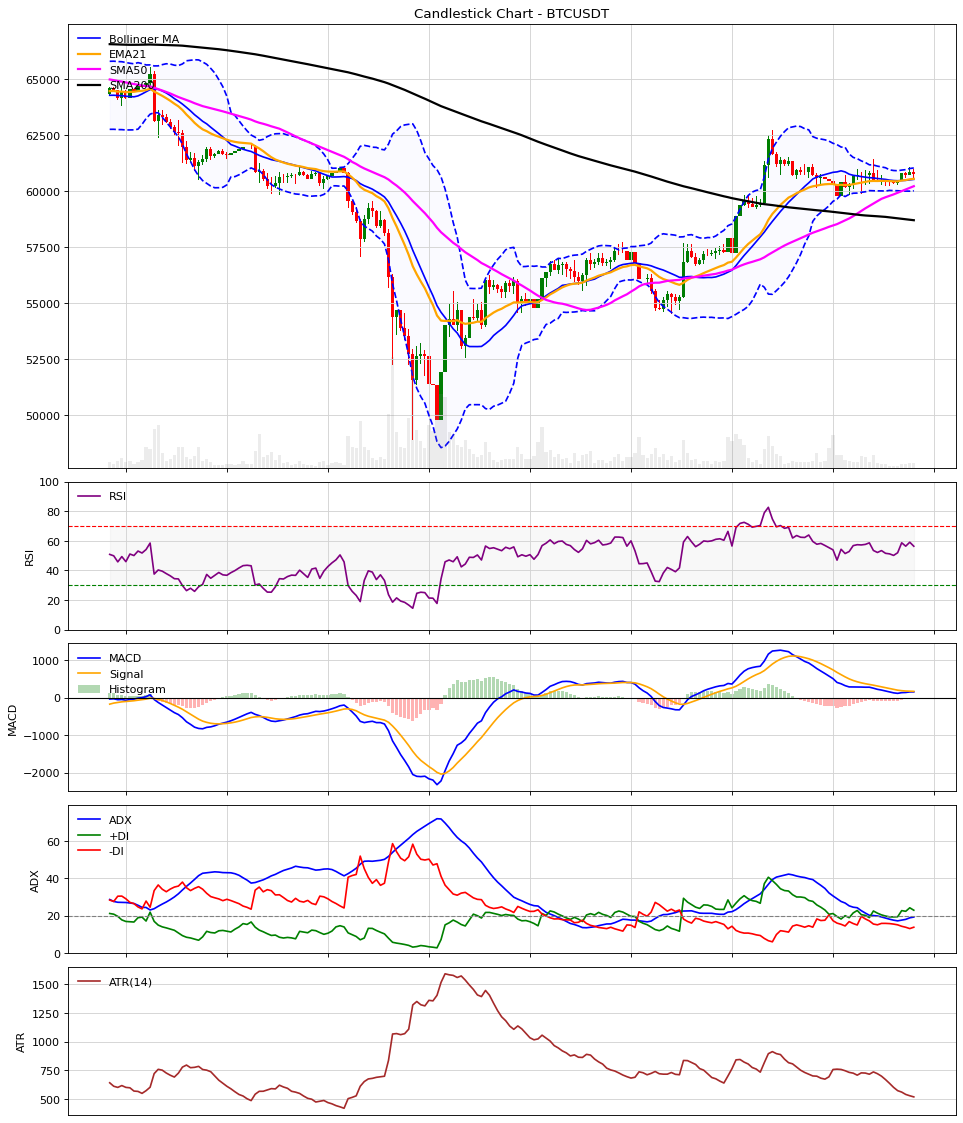 Candlestick Chart - BTCUSDT
Bollinger MA
EMA21
SMA50
SMA200
65000
62500
60000
57500
55000
52500
50000
RSI
100
80
60
40
20
0
RSI
MACD
Signal
Histogram
1000
0
−1000
−2000
MACD
ADX
+DI
-DI
60
40
20
0
ADX
ATR(14)
1500
1250
1000
750
500
ATR